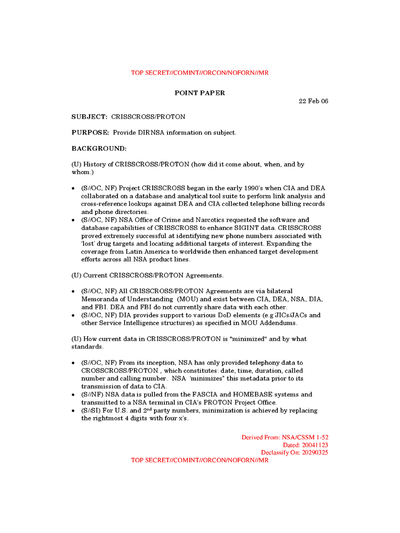 TOP SECRET//COMINT//ORCON/NOFORN//MR
POINT PAPER
22 Feb 06
SUBJECT: CRISSCROSS/PROTON
PURPOSE: Provide DIRNSA information on subject.
BACKGROUND:
(U) History of CRISSCROSS/PROTON (how did it come about, when, and by
whom.)
• (S//OC, NF) Project CRISSCROSS began in the early 1990's when CIA and DEA
collaborated on a database and analytical tool suite to perform link analysis and
cross-reference lookups against DEA and CIA collected telephone billing records
and phone directories.
• (S//OC, NF) NSA Office of Crime and Narcotics requested the software and
database capabilities of CRISSCROSS to enhance SIGINT data. CRISSCROSS
proved extremely successful at identifying new phone numbers associated with
'lost' drug targets and locating additional targets of interest. Expanding the
coverage from Latin America to worldwide then enhanced target development
efforts across all NSA product lines.
(U) Current CRISSCROSS/PROTON Agreements.
• (S//OC, NF) All CRISSCROSS/PROTON Agreements are via bilateral
Memoranda of Understanding (MOU) and exist between CIA, DEA, NSA, DIA,
and FBI. DEA and FBI do not currently share data with each other.
• (S//OC, NF) DIA provides support to various DoD elements (e.g JICs/JACs and
other Service Intelligence structures) as specified in MOU Addendums.
(U) How current data in CRISSCROSS/PROTON is "minimized" and by what
standards.
• (S//OC, NF) From its inception, NSA has only provided telephony data to
CROSSCROSS/PROTON , which constitutes: date, time, duration, called
number and calling number. NSA 'minimizes" this metadata prior to its
transmission of data to CIA.
• (S//NF) NSA data is pulled from the FASCIA and HOMEBASE systems and
transmitted to a NSA terminal in CIA's PROTON Project Office.
• (S//SI) For U.S. and 2nd party numbers, minimization is achieved by replacing
the rightmost 4 digits with four x's.
Derived From: NSA/CSSM 1-52
Dated: 20041123
Declassify On: 20290325
TOP SECRET//COMINT//ORCON/NOFORN//MR